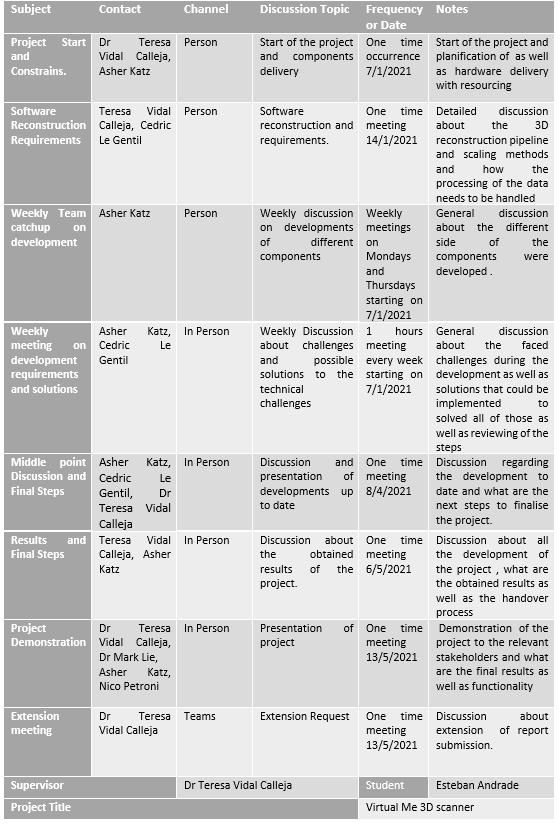 Subject Contact Channel Discussion Topic Frequency or Date Notes
Project Start and Constrains.
Dr Teresa Vidal Calleja, Asher Katz
Person
Start of the project and components delivery
One time occurrence 7/1/2021
Start of the project and planification of as well as hardware delivery with resourcing
Software Reconstruction Requirements
Teresa Vidal Calleja, Cedric Le Gentil
Person
Software reconstruction and requirements.
One time meeting 14/1/2021
Detailed discussion about the 3D reconstruction pipeline and scaling methods and how the processing of the data needs to be handled
Weekly Team catchup on development
Asher Katz
Person
Weekly discussion on developments of different components
Weekly meetings on Mondays and Thursdays starting on 7/1/2021
General discussion about the different side of the components were developed .
Weekly meeting on development requirements and solutions
Asher Katz, Cedric Le Gentil
In Person
Weekly Discussion about challenges and possible solutions to the technical challenges
1 hours meeting every week starting on 7/1/2021
General discussion about the faced challenges during the development as well as solutions that could be implemented to solved all of those as well as reviewing of the steps
Middle point Discussion and Final Steps
Asher Katz, Cedric Le Gentil, Dr Teresa Vidal Calleja
In Person
Discussion and presentation of developments up to date
One time meeting 8/4/2021
Discussion regarding the development to date and what are the next steps to finalise the project.
Results and Final Steps
Teresa Vidal Calleja, Asher Katz
In Person
Discussion about the obtained results of the project.
One time meeting 6/5/2021
Discussion about all the development of the project , what are the obtained results as well as the handover process
Project Demonstration
Dr Teresa Vidal Calleja, Dr Mark Lie, Asher Katz, Nico Petroni
In Person
Presentation of project
One time meeting 13/5/2021
Demonstration of the project to the relevant stakeholders and what are the final results as well as functionality
Extension meeting
Dr Teresa Vidal Calleja
Teams
Extension Request
One time meeting 13/5/2021
Discussion about extension of report submission.
Supervisor Dr Teresa Vidal Calleja Student Esteban Andrade
Project Title Virtual Me 3D scanner